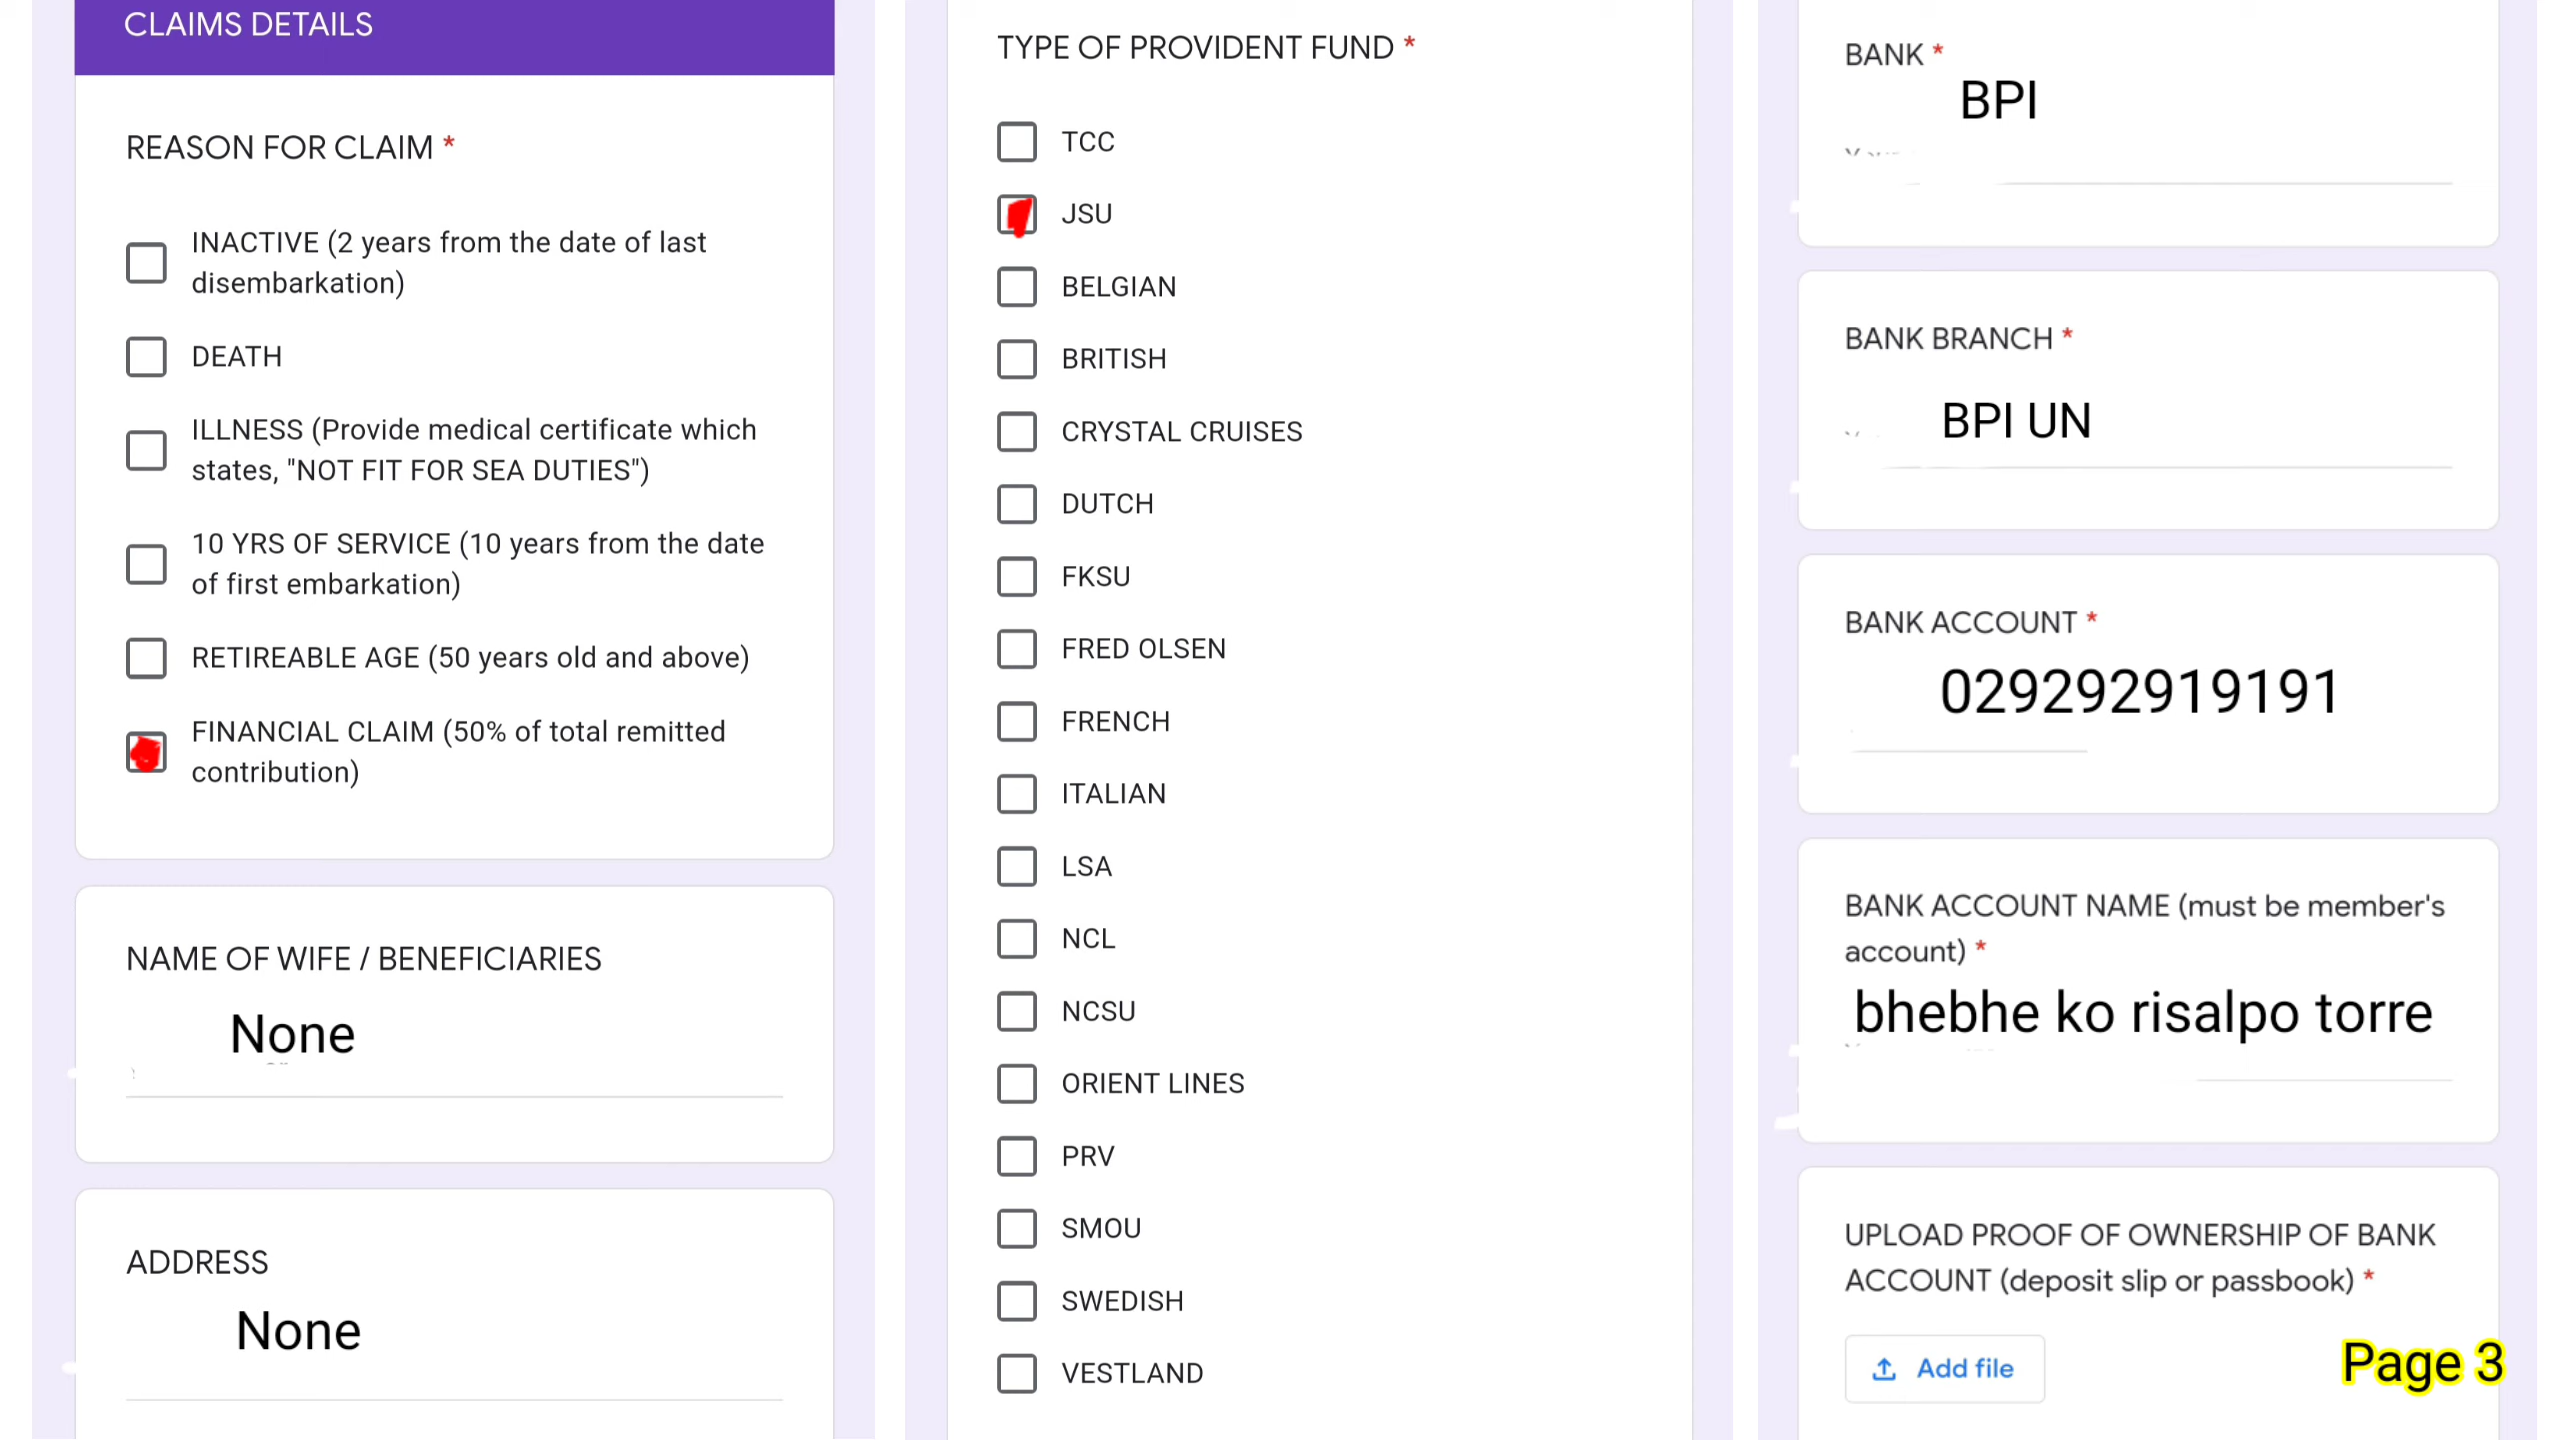 CLAIMS DETAILS
REASON FOR CLAIM *
INACTIVE (2 years from the date of last
disembarkation)
DEATH
ILLNESS (Provide medical certificate which
states, "NOT FIT FOR SEA DUTIES")
10 YRS OF SERVICE (10 years from the date
of first embarkation)
RETIREABLE AGE (50 years old and above)
FINANCIAL CLAIM (50% of total remitted
contribution)
NAME OF WIFE / BENEFICIARIES
None
ADDRESS
None
TYPE OF PROVIDENT FUND *
TCC
JSU
BELGIAN
BRITISH
CRYSTAL CRUISES
DUTCH
FKSU
FRED OLSEN
FRENCH
ITALIAN
LSA
NCL
NCSU
ORIENT LINES
PRV
SMOU
SWEDISH
VESTLAND
BANK *
BPI
BANK BRANCH *
BPI UN
BANK ACCOUNT *
029292919191
BANK ACCOUNT NAME (must be member's
account) *
bhebhe ko risalpo torre
UPLOAD PROOF OF OWNERSHIP OF BANK
ACCOUNT (deposit slip or passbook) *
Add file
Page 3